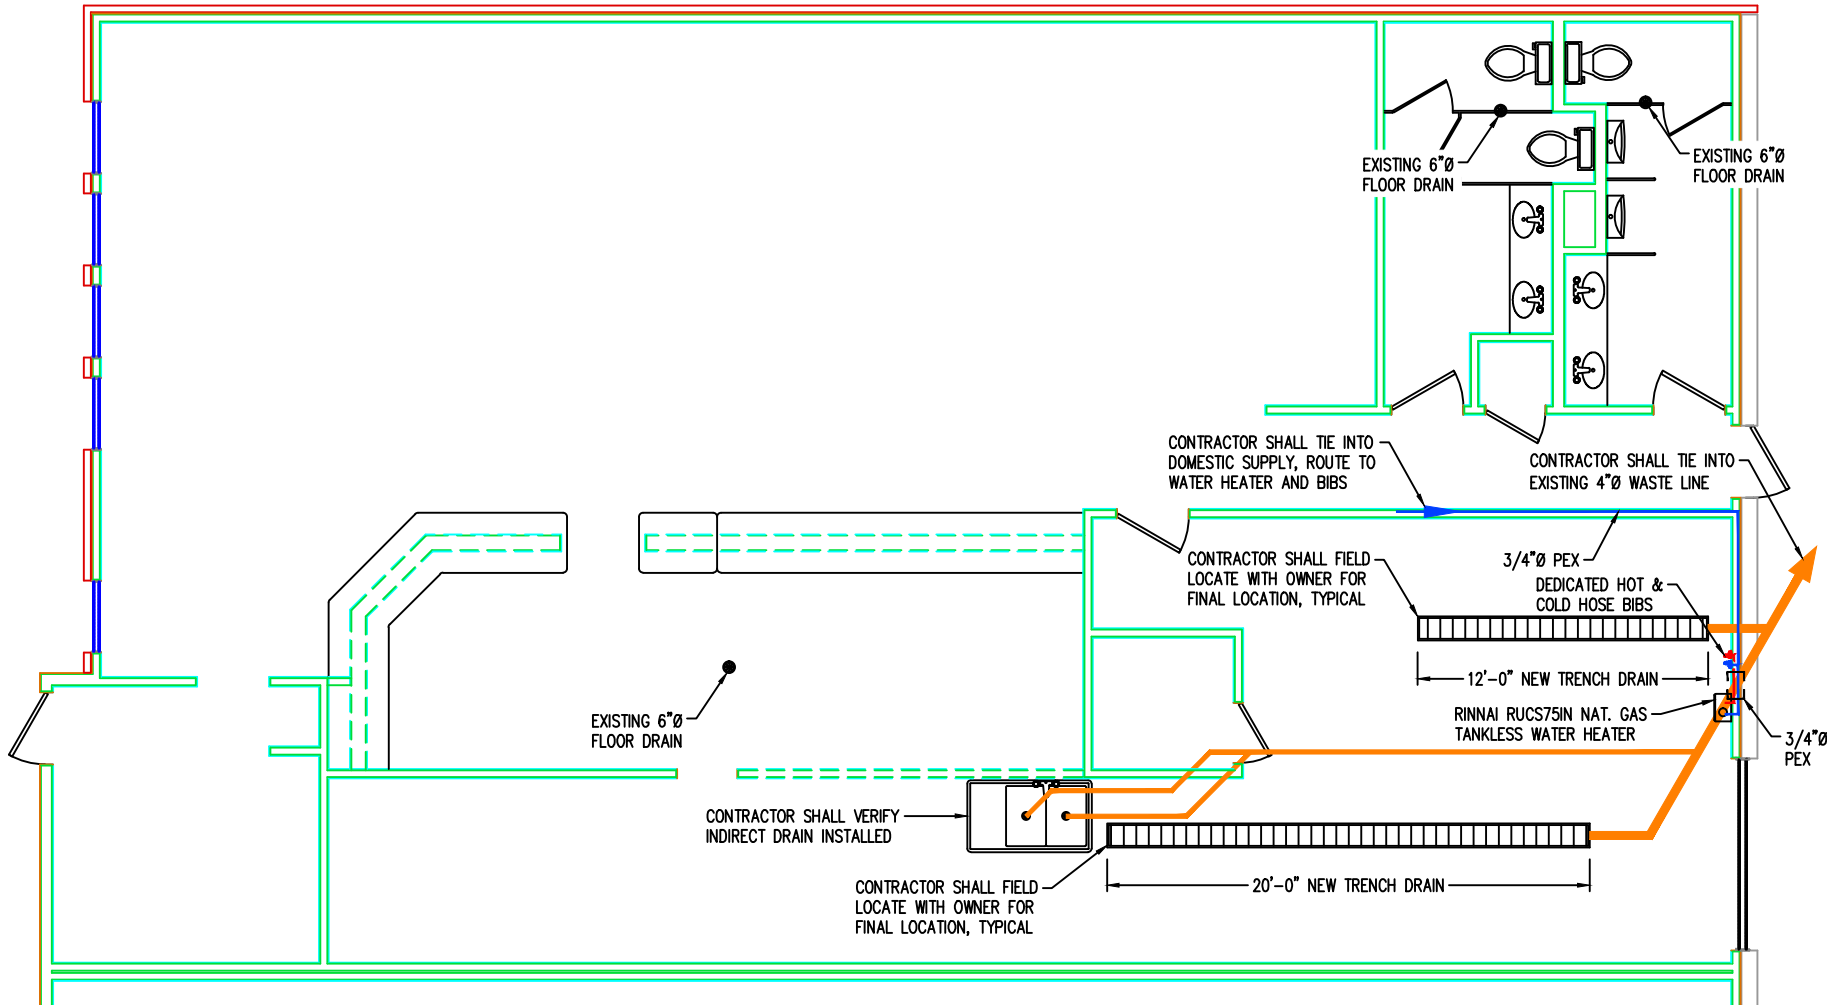 EXISTING 6"Ø
FLOOR DRAIN
EXISTING 6"Ø
FLOOR DRAIN
CONTRACTOR SHALL TIE INTO
DOMESTIC SUPPLY, ROUTE TO
WATER HEATER AND BIBS
CONTRACTOR SHALL TIE INTO
EXISTING 4"Ø WASTE LINE
CONTRACTOR SHALL FIELD
LOCATE WITH OWNER FOR
FINAL LOCATION, TYPICAL
3/4"Ø PEX
DEDICATED HOT &
COLD HOSE BIBS
12'-0" NEW TRENCH DRAIN
EXISTING 6"Ø
FLOOR DRAIN
RINNAI RUCS75IN NAT. GAS
TANKLESS WATER HEATER
3/4"Ø
PEX
CONTRACTOR SHALL VERIFY
INDIRECT DRAIN INSTALLED
20'-0" NEW TRENCH DRAIN
CONTRACTOR SHALL FIELD
LOCATE WITH OWNER FOR
FINAL LOCATION, TYPICAL